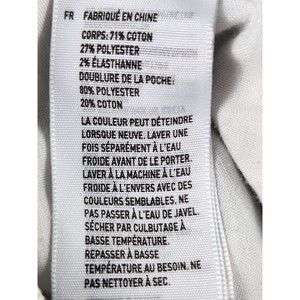 FR FABRIQUÉ EN CHINE
CORPS: 71% COTON
27% POLYESTER
2% ÉLASTHANNE
DOUBLURE DE LA POCHE:
80% POLYESTER
20% COTON
LA COULEUR PEUT DÉTEINDRE
LORSQUE NEUVE. LAVER UNE
FOIS SÉPARÉMENT À L'EAU
FROIDE AVANT DE LE PORTER.
LAVER À LA MACHINE À L'EAU
FROIDE À L'ENVERS AVEC DES
COULEURS SEMBLABLES. NE
PAS PASSER À L'EAU DE JAVEL.
SÉCHER PAR CULBUTAGE À
BASSE TEMPÉRATURE.
REPASSER À BASSE
TEMPÉRATURE AU BESOIN. NE
PAS NETTOYER À SEC.